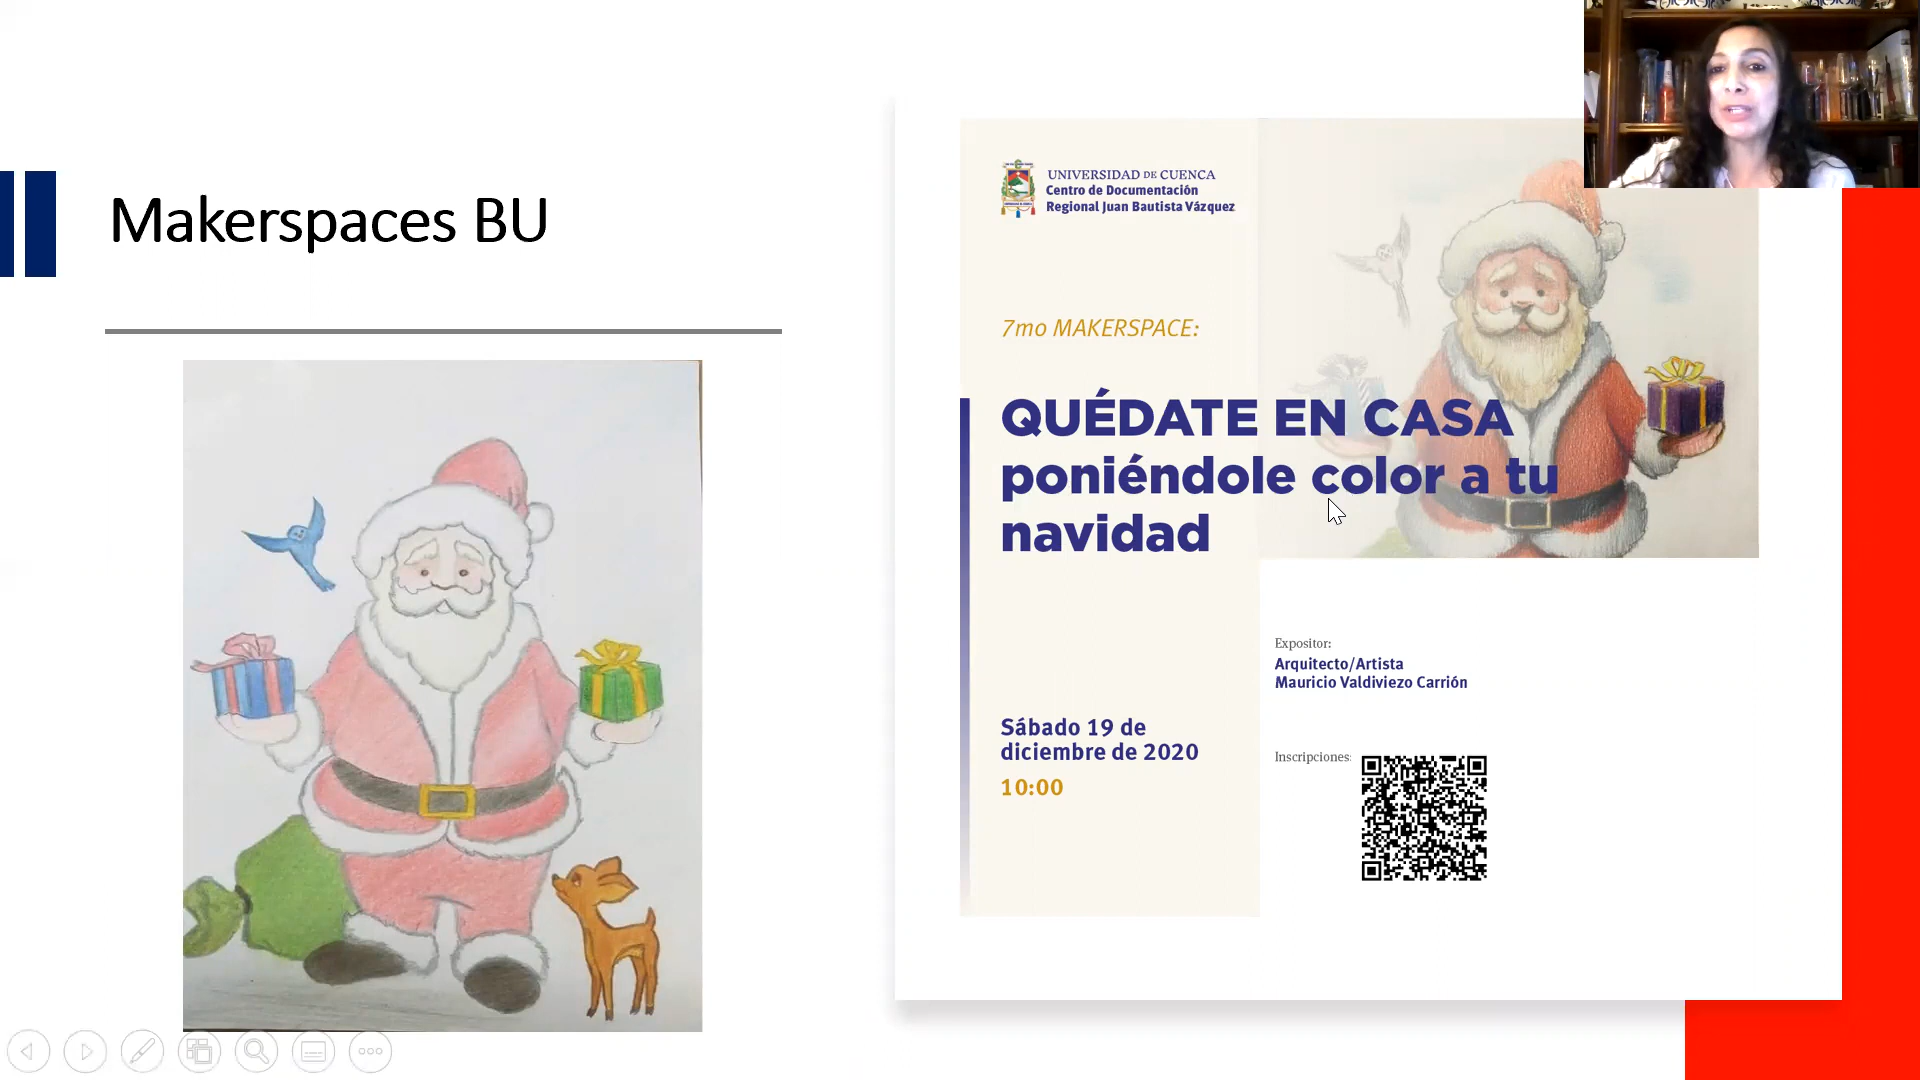 Makerspaces BU
UNIVERSIDAD DE CUENCA
Centro de Documentación
Regional Juan Bautista Vázquez
7mo MAKERSPACE:
QUÉDATE EN CASA
poniéndole color a tu
navidad
Sábado 19 de
diciembre de 2020
10:00
Expositor:
Arquitecto/Artista
Mauricio Valdiviezo Carrión
Inscripciones: